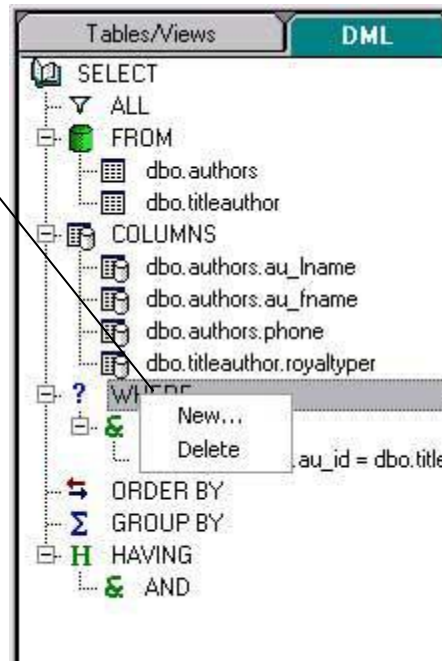 Tables/Views DML
SELECT
ALL
FROM
dbo.authors
dbo.titleauthor
COLUMNS
dbo.authors.au_lname
dbo.authors.au_fname
dbo.authors.phone
dbo.titleauthor.royaltyper
? WHERE
New...
&
Delete
.au_id = dbo.title
ORDER BY
Σ GROUP BY
H HAVING
& AND